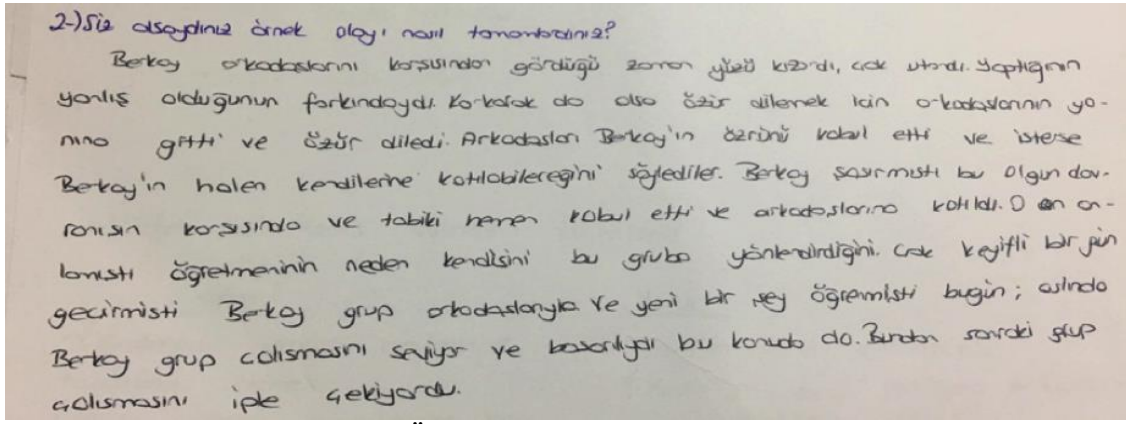 2-) Siz olsaydınız örnek olayı nasıl tamamlardınız?
Berkay arkadaşlarını karşısından gördüğü zaman yüzü kızardı, çok utandı. Yaptığının
yanlış olduğunun farkındaydı. Korkarak da olsa özür dilemek için arkadaşlarının ya-
nına gitti ve özür diledi. Arkadaşları Berkay'ın özrünü kabul etti ve isterse
Berkay'ın halen kendilerine katılabileceğini söylediler. Berkay şaşırmıştı bu olgun dav-
ranışın karşısında ve tabiki hemen kabul etti ve arkadaşlarına katıldı. O an an-
lamıştı öğretmeninin neden kendisini bu gruba yönlendirdiğini. Çok keyifli bir gün
geçirmişti Berkay grup arkadaşlarıyla ve yeni bir şey öğrenmişti bugün; aslında
Berkay grup çalışmasını seviyor ve başarılıydı bu konuda da. Bundan sonraki grup
çalışmasını iple çekiyordu.